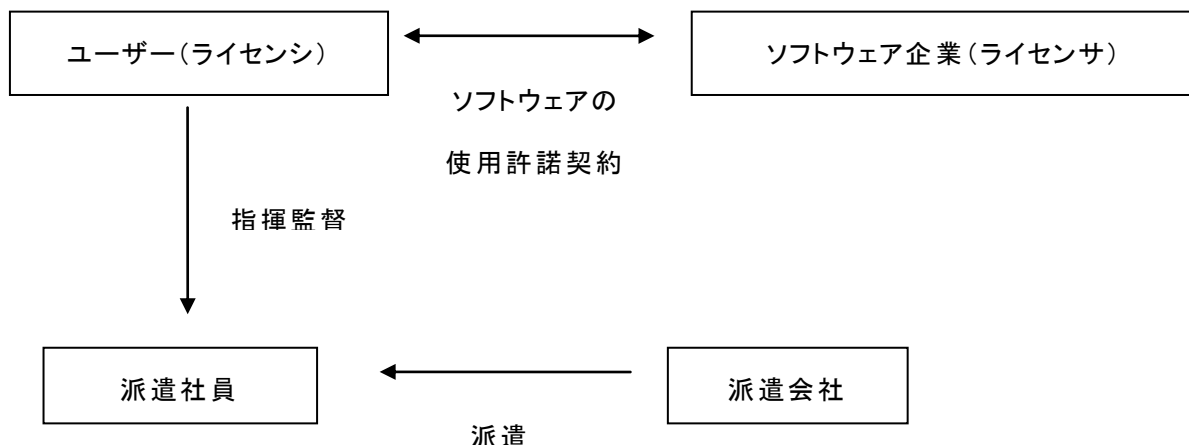 ユーザー(ライセンシ)
ソフトウェア企業(ライセンサ)
ソフトウェアの
使用許諾契約
指揮監督
派遣社員
派遣会社
派遣